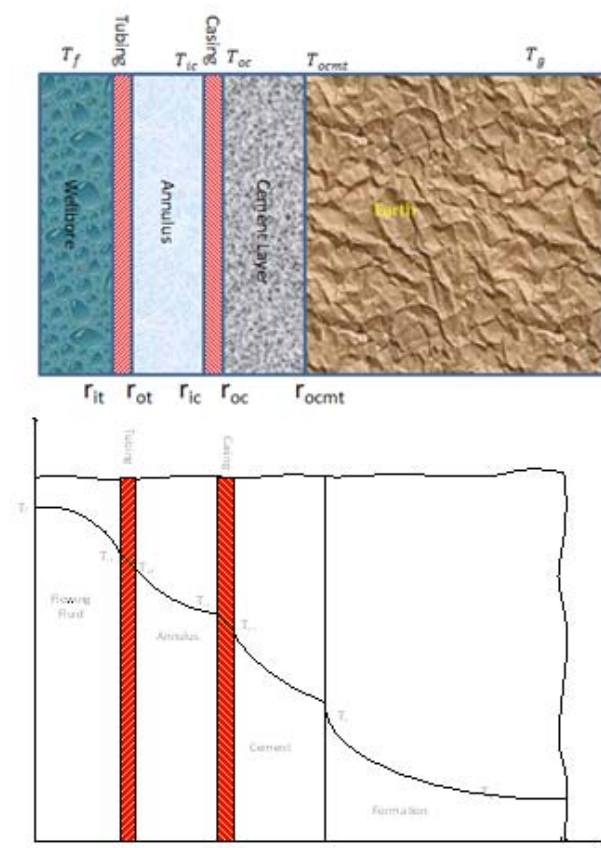 T_f
Tubing
T_ic
Casing
T_oc
T_ocmt
T_g
Wellbore
Annulus
Cement Layer
Earth
r_it
r_ot
r_ic
r_oc
r_ocmt
Tubing
Casing
Flowing
Fluid
Annulus
Cement
Formation